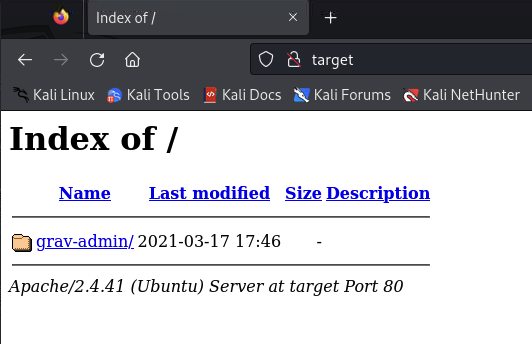 Index of /
target
Kali Linux Kali Tools Kali Docs Kali Forums Kali NetHunter
Index of /
Name Last modified Size Description
grav-admin/ 2021-03-17 17:46 -
Apache/2.4.41 (Ubuntu) Server at target Port 80